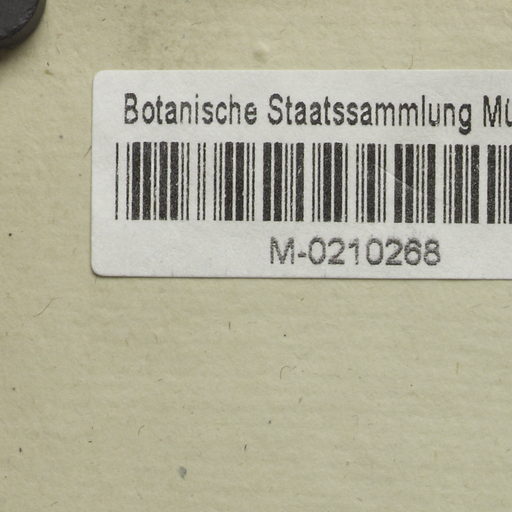 Botanische Staatssammlung Mü
M-0210268